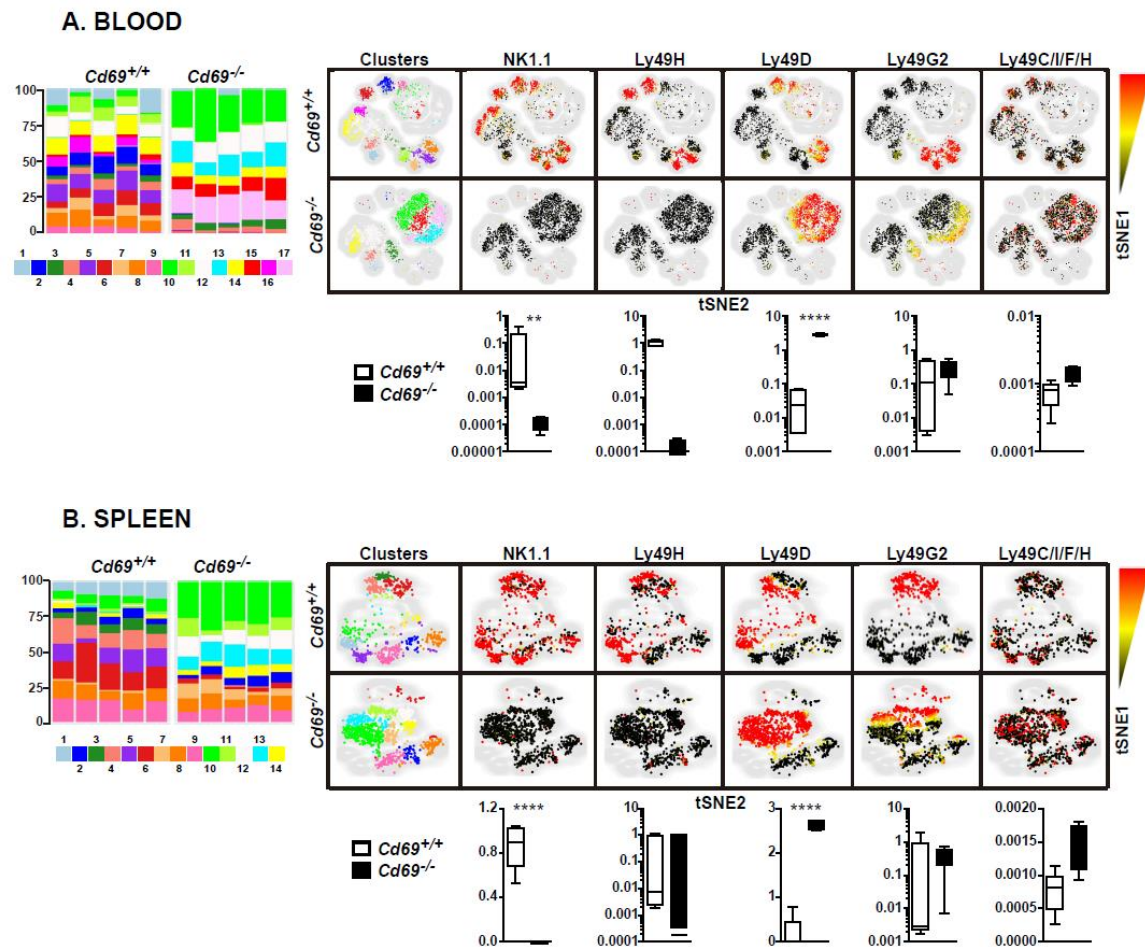 A. BLOOD
Cd69+/+ Cd69-/-
100
75
50
25
0
1 3 5 7 9 11 13 15 17
2 4 6 8 10 12 14 16
Clusters NK1.1 Ly49H Ly49D Ly49G2 Ly49C/I/F/H
Cd69+/+
Cd69-/-
tSNE1
tSNE2
Cd69+/+
Cd69-/-
1
0.1
0.01
0.001
0.0001
0.00001
**
10
1
0.1
0.01
0.001
0.0001
10
1
0.1
0.01
0.001
****
10
1
0.1
0.01
0.001
0.01
0.001
0.0001
B. SPLEEN
Cd69+/+ Cd69-/-
100
75
50
25
0
1 3 5 7 9 11 13
2 4 6 8 10 12 14
Clusters NK1.1 Ly49H Ly49D Ly49G2 Ly49C/I/F/H
Cd69+/+
Cd69-/-
tSNE1
tSNE2
Cd69+/+
Cd69-/-
1.2
0.8
0.4
0.0
****
10
1
0.1
0.01
0.001
0.0001
3
2
1
0
****
10
1
0.1
0.01
0.001
0.0020
0.0015
0.0010
0.0005
0.0000